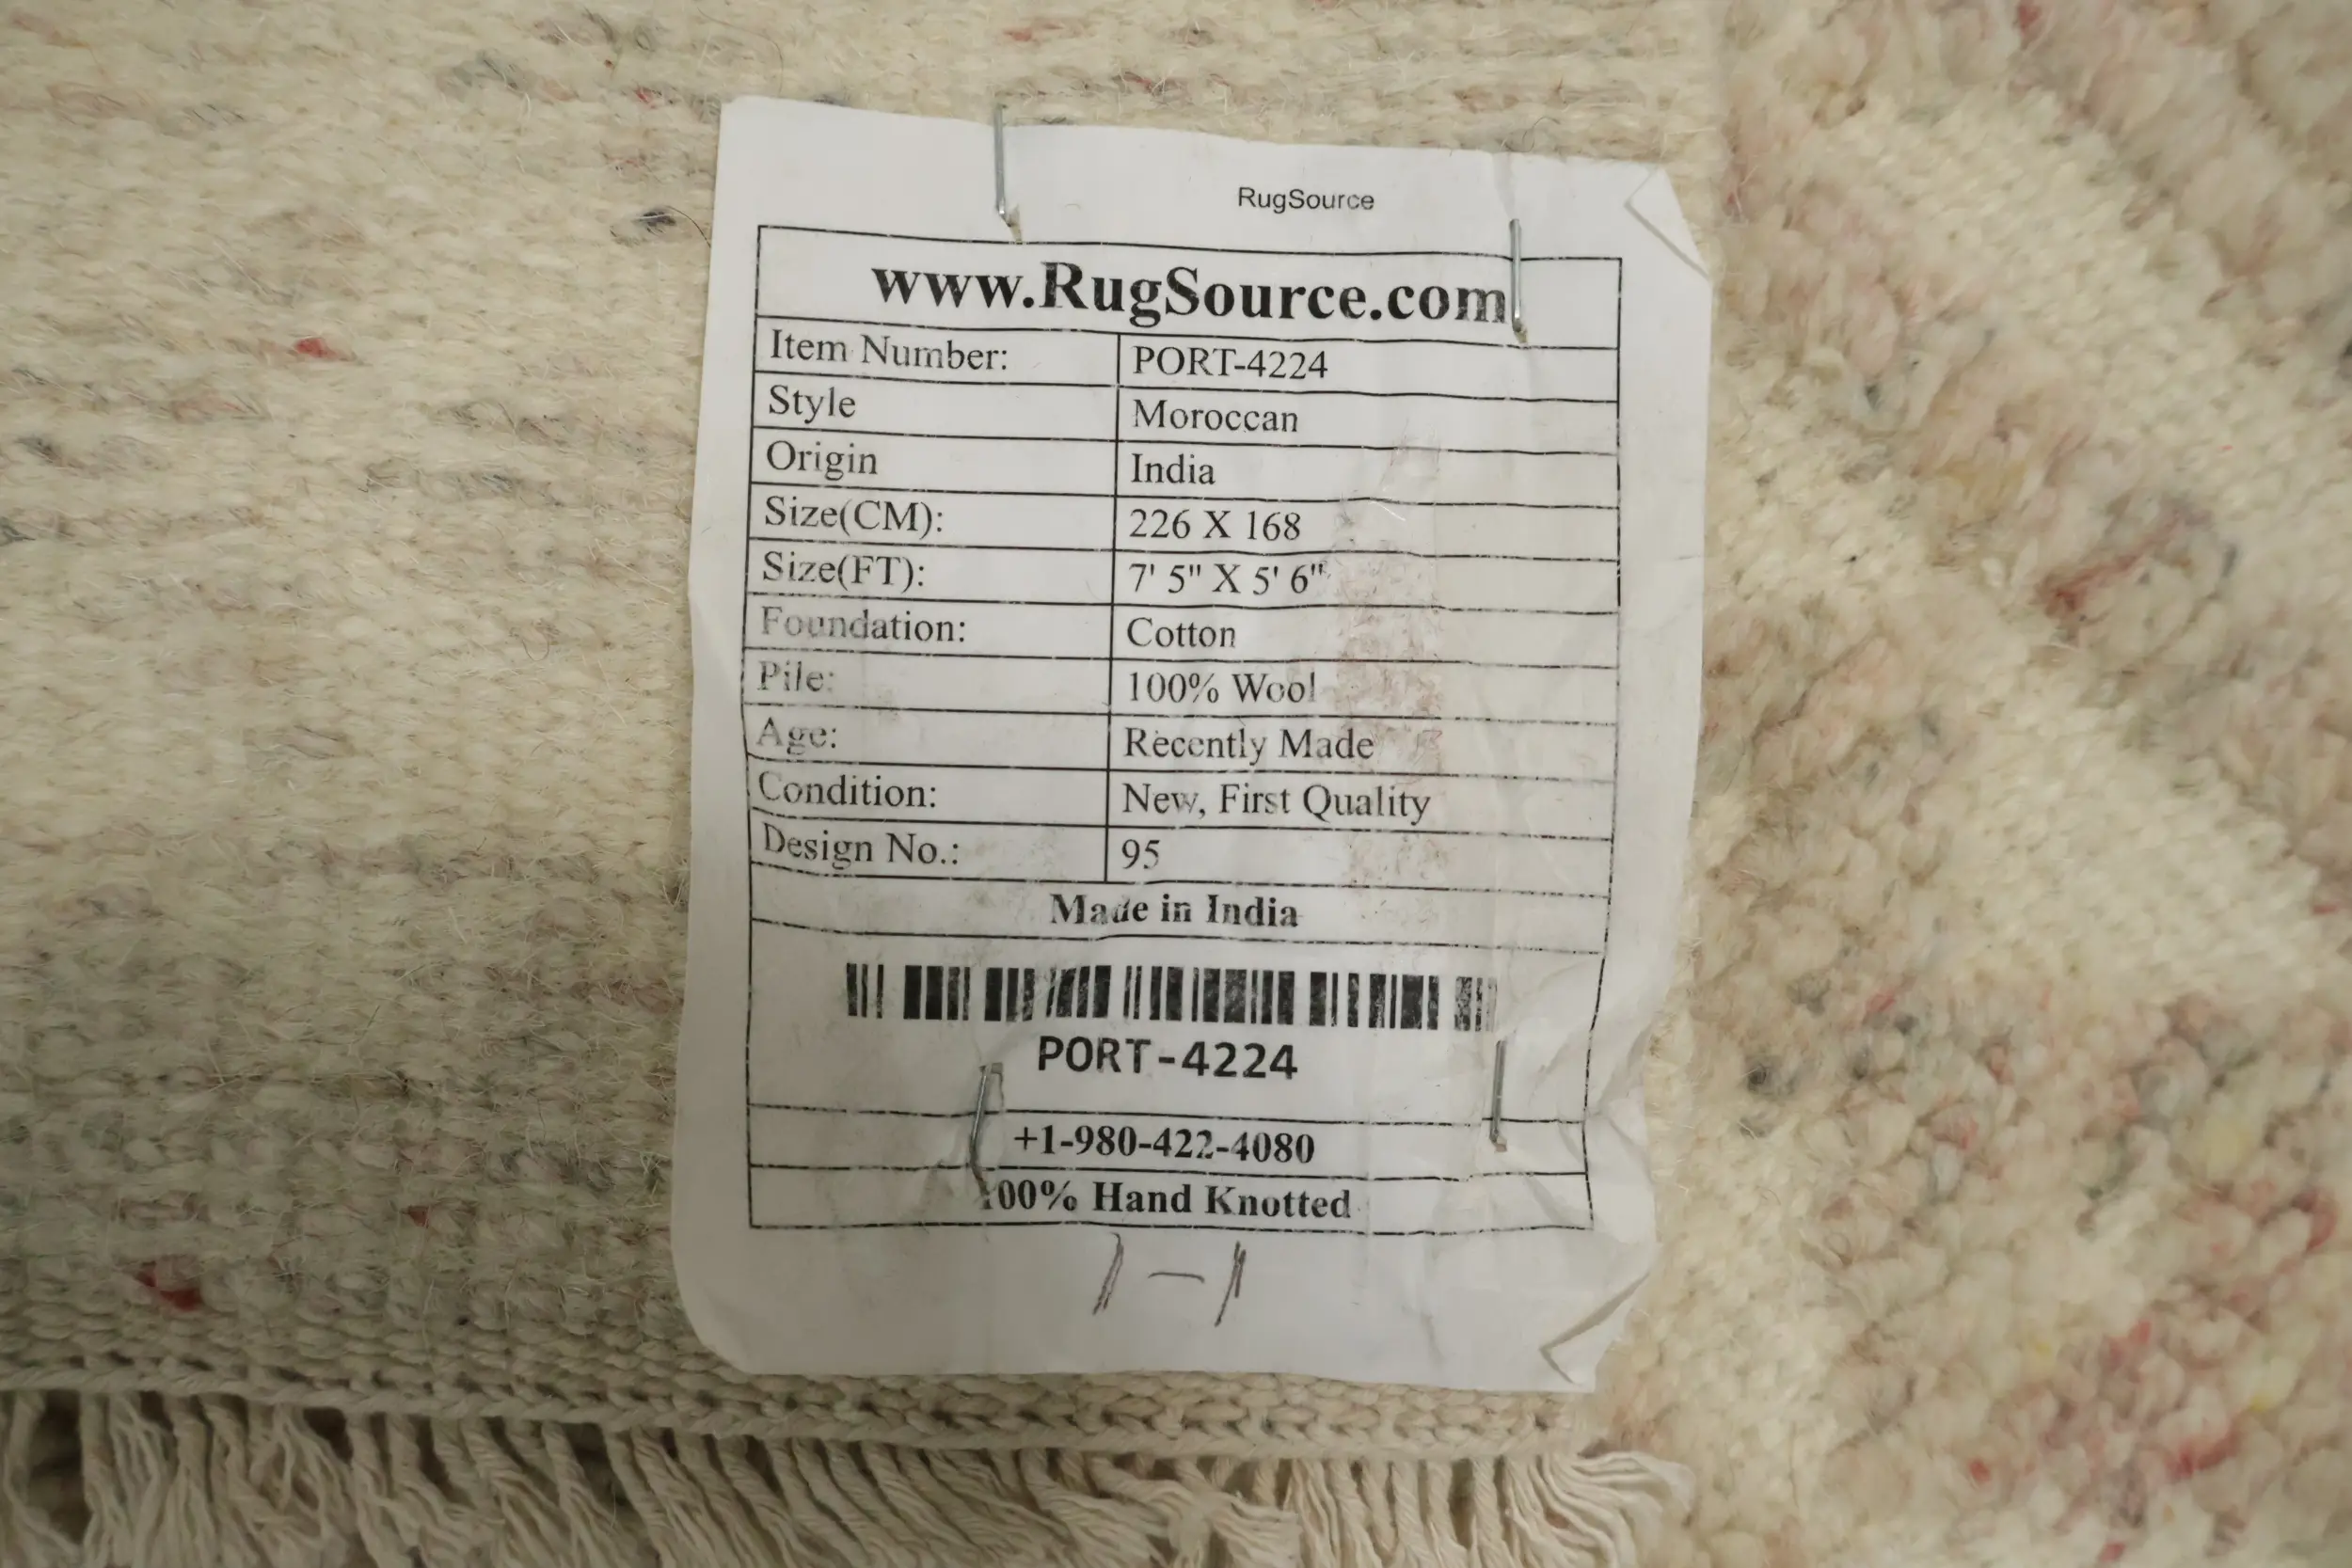 RugSource
www.RugSource.com
Item Number: PORT-4224
Style Moroccan
Origin India
Size(CM): 226 X 168
Size(FT): 7' 5" X 5' 6"
Foundation: Cotton
Pile: 100% Wool
Age: Recently Made
Condition: New, First Quality
Design No.: 95
Made in India
PORT-4224
+1-980-422-4080
100% Hand Knotted
1-1